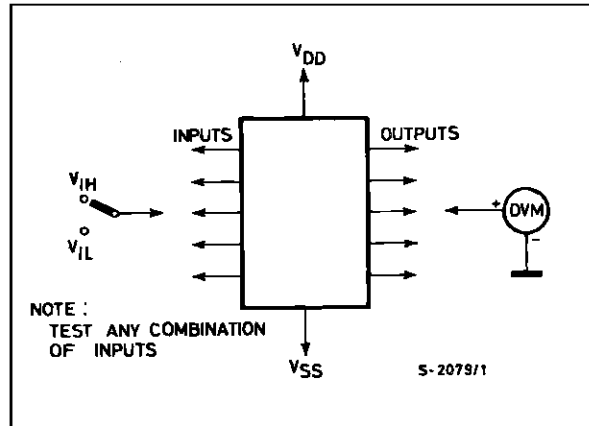 VDD
INPUTS
OUTPUTS
VIH
VIL
+
DVM
-
NOTE :
TEST ANY COMBINATION
OF INPUTS
VSS
S-2079/1